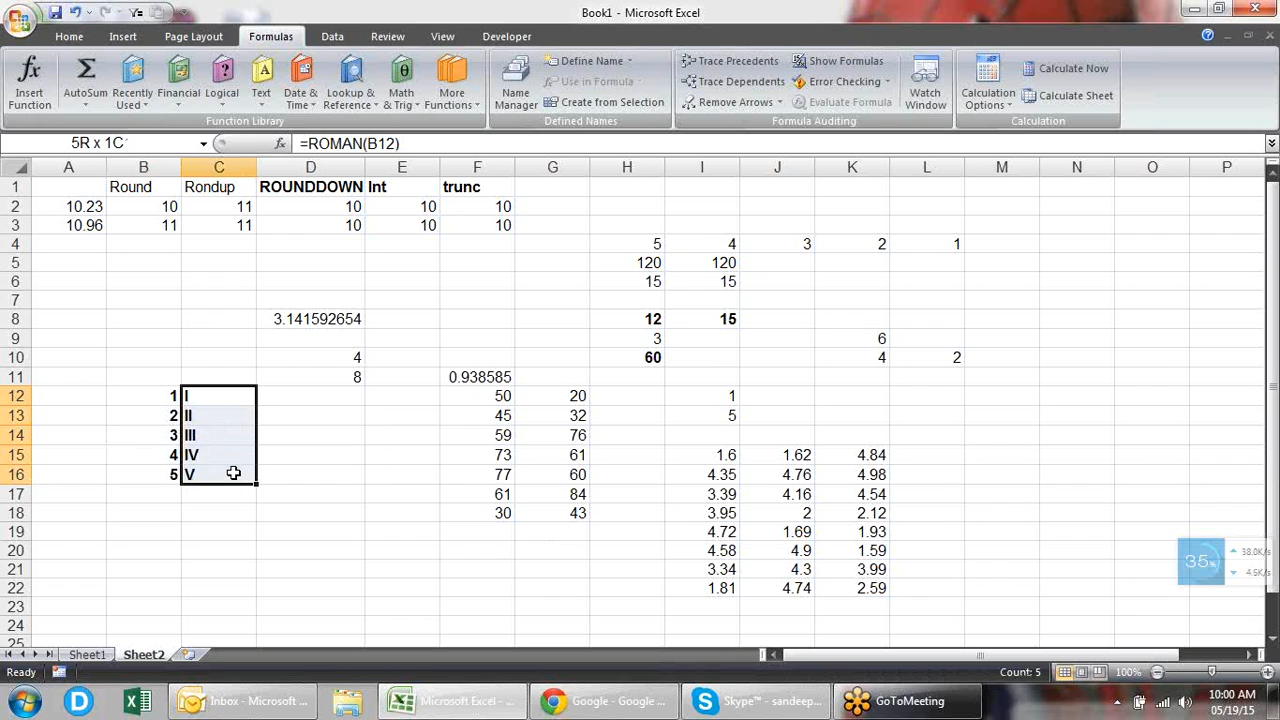 Book1 - Microsoft Excel
Home Insert Page Layout Formulas Data Review View Developer
Insert Function
AutoSum
Recently Used
Financial
Logical
Text
Date & Time
Lookup & Reference
Math & Trig
More Functions
Function Library
Name Manager
Define Name
Use in Formula
Create from Selection
Defined Names
Trace Precedents
Trace Dependents
Remove Arrows
Show Formulas
Error Checking
Evaluate Formula
Formula Auditing
Watch Window
Calculation Options
Calculate Now
Calculate Sheet
Calculation
5R x 1C fx =ROMAN(B12)
A B C D E F G H I J K L M N O P
1 Round Rondup ROUNDDOWN Int trunc
2 10.23 10 11 10 10 10
3 10.96 11 11 10 10 10
4 5 4 3 2 1
5 120 120
6 15 15
7
8 3.141592654 12 15
9 3 6
10 4 60 4 2
11 8 0.938585
12 1 I 50 20 1
13 2 II 45 32 5
14 3 III 59 76
15 4 IV 73 61 1.6 1.62 4.84
16 5 V 77 60 4.35 4.76 4.98
17 61 84 3.39 4.16 4.54
18 30 43 3.95 2 2.12
19 4.72 1.69 1.93
20 4.58 4.9 1.59
21 3.34 4.3 3.99
22 1.81 4.74 2.59
23
24
25
35%
38.0K/s
4.5K/s
Sheet1 Sheet2
Ready Count: 5 100%
Inbox - Microsoft ... Microsoft Excel - ... Google - Google ... Skype™ - sandeep... GoToMeeting
10:00 AM
05/19/15